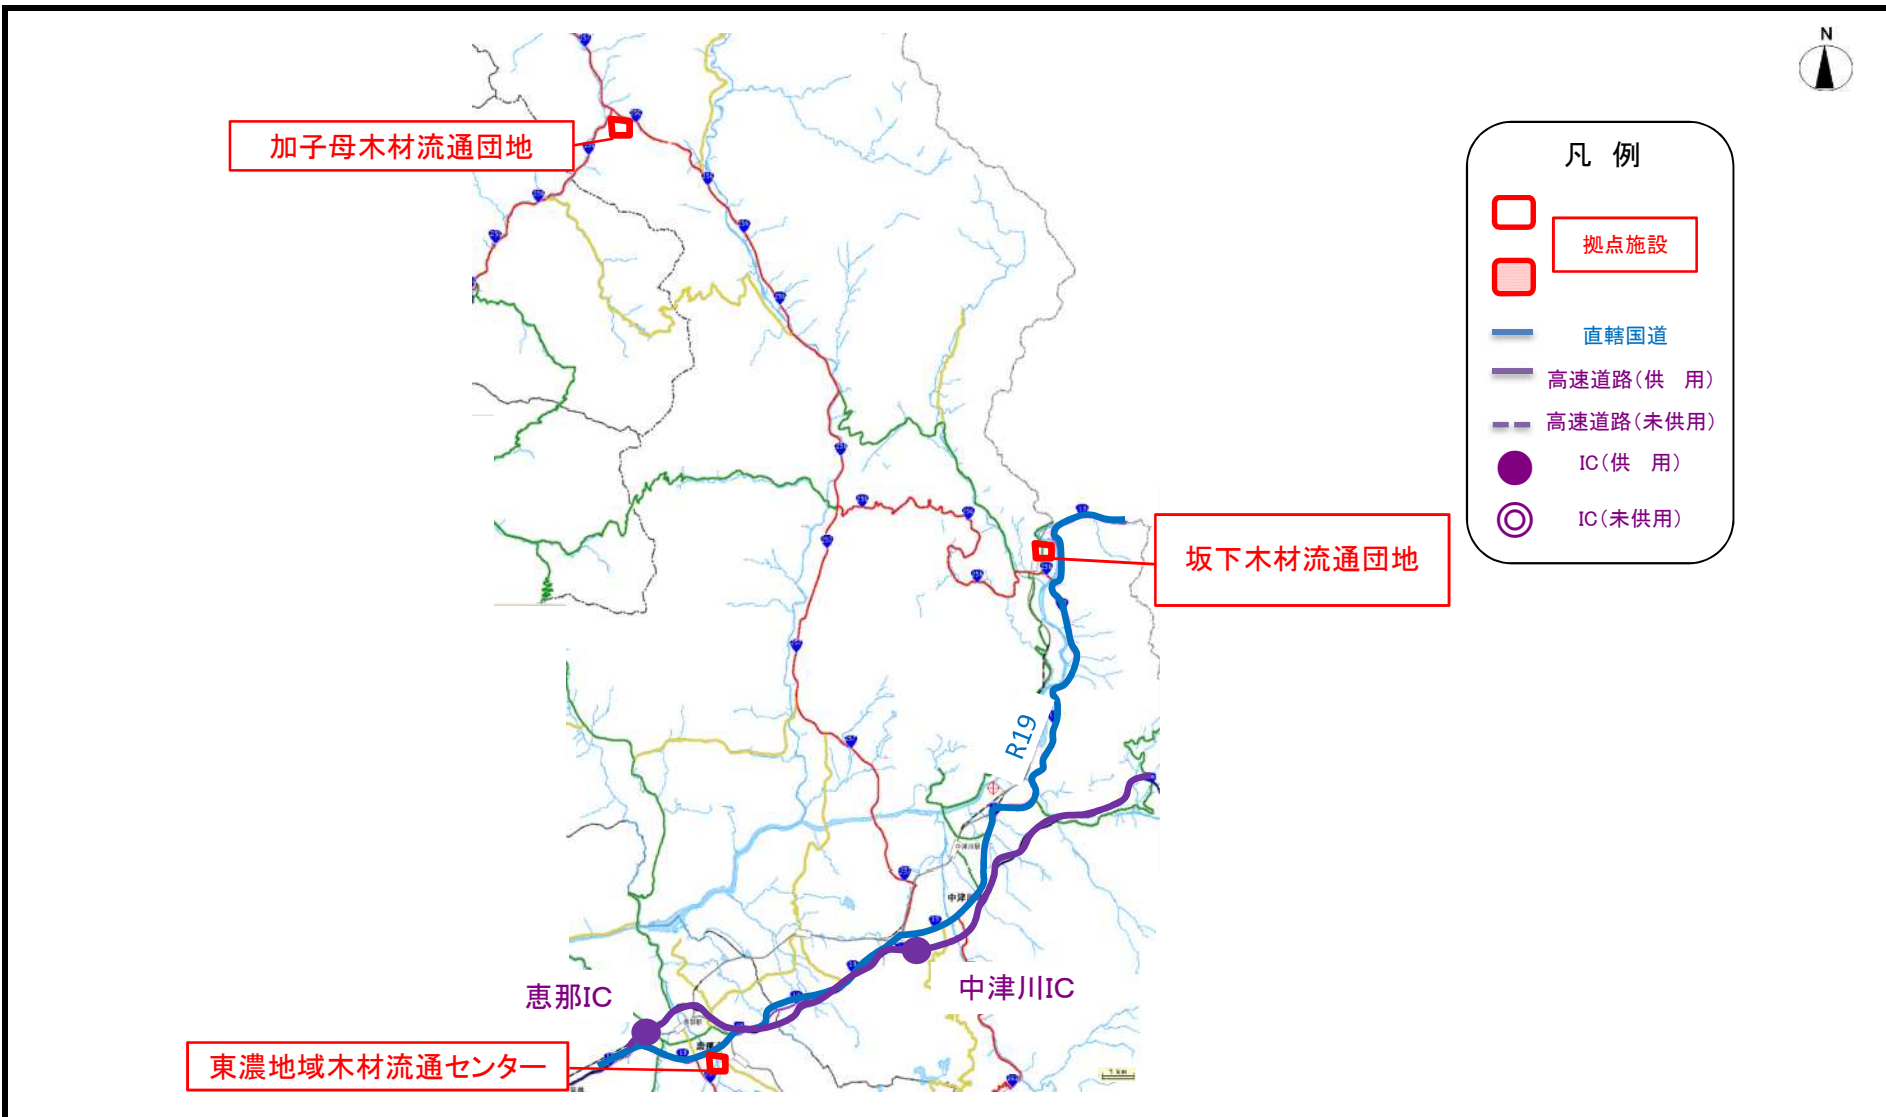 N
加子母木材流通団地
凡 例
拠点施設
直轄国道
高速道路(供 用)
高速道路(未供用)
IC(供 用)
IC(未供用)
坂下木材流通団地
R19
中津川IC
恵那IC
東濃地域木材流通センター